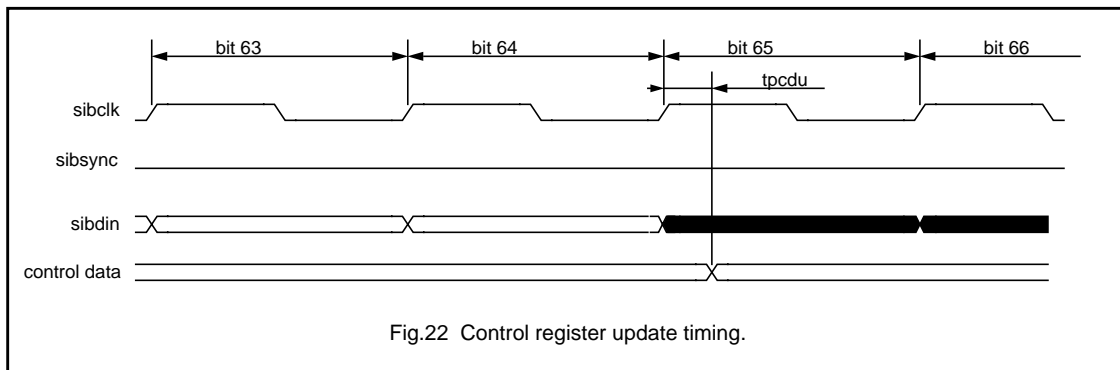 bit 63 bit 64 bit 65 bit 66
tpcdu
sibclk
sibsync
sibdin
control data
Fig.22 Control register update timing.